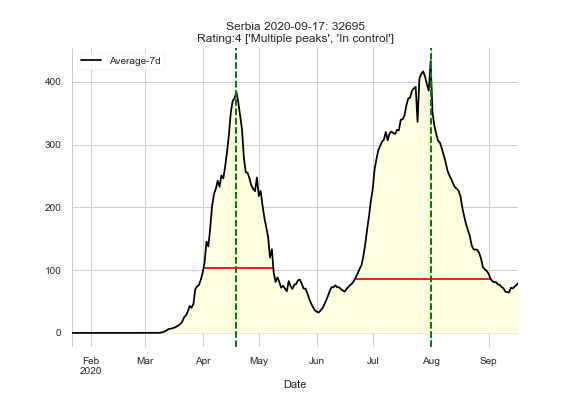 Serbia 2020-09-17: 32695
Rating:4 ['Multiple peaks', 'In control']
Average-7d
400
300
200
100
0
Feb Mar Apr May Jun Jul Aug Sep
2020
Date